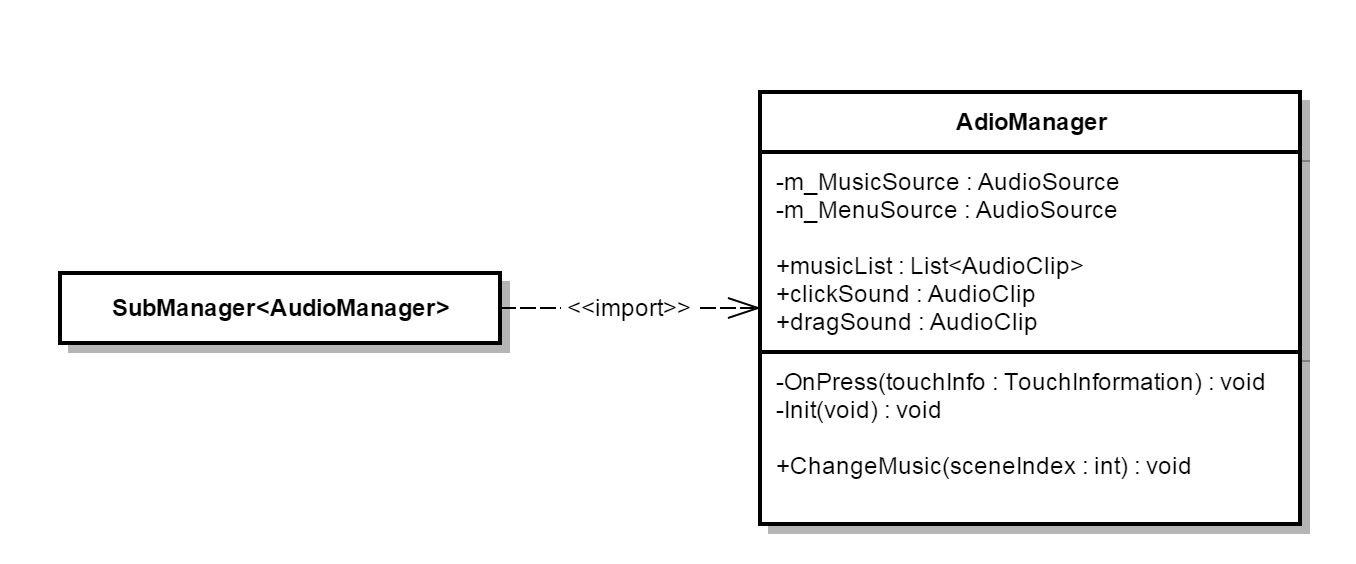 AdioManager
-m_MusicSource : AudioSource
-m_MenuSource : AudioSource
+musicList : List<AudioClip>
+clickSound : AudioClip
+dragSound : AudioClip
SubManager<AudioManager>
<<import>>
-OnPress(touchInfo : TouchInformation) : void
-Init(void) : void
+ChangeMusic(sceneIndex : int) : void